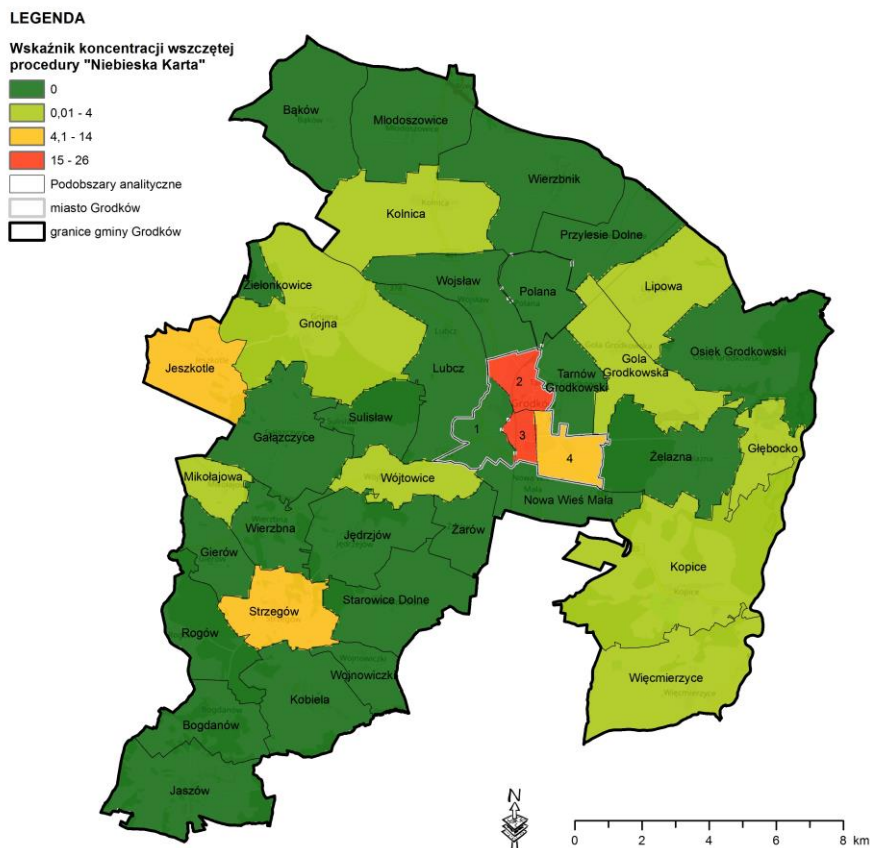 LEGENDA
Wskaźnik koncentracji wszczętej
procedury "Niebieska Karta"
0
0,01 - 4
4,1 - 14
15 - 26
Podobszary analityczne
miasto Grodków
granice gminy Grodków
Bąków
Młodoszowice
Wierzbnik
Kolnica
Przylesie Dolne
Zielonkowice
Wojsław
Polana
Lipowa
Gnojna
Osiek Grodkowski
Jeszkotle
Lubcz
Tarnów
Grodkowski
Gola
Grodkowska
2
Sulisław
1
3
4
Gałązczyce
Żelazna
Głębocko
Mikołajowa
Wójtowice
Nowa Wieś Mała
Wierzbna
Jędrzjów
Żarów
Gierów
Kopice
Strzegów
Starowice Dolne
Rogów
Wojnowiczki
Więcmierzyce
Kobiela
Bogdanów
Jaszów
N
0 2 4 6 8 km